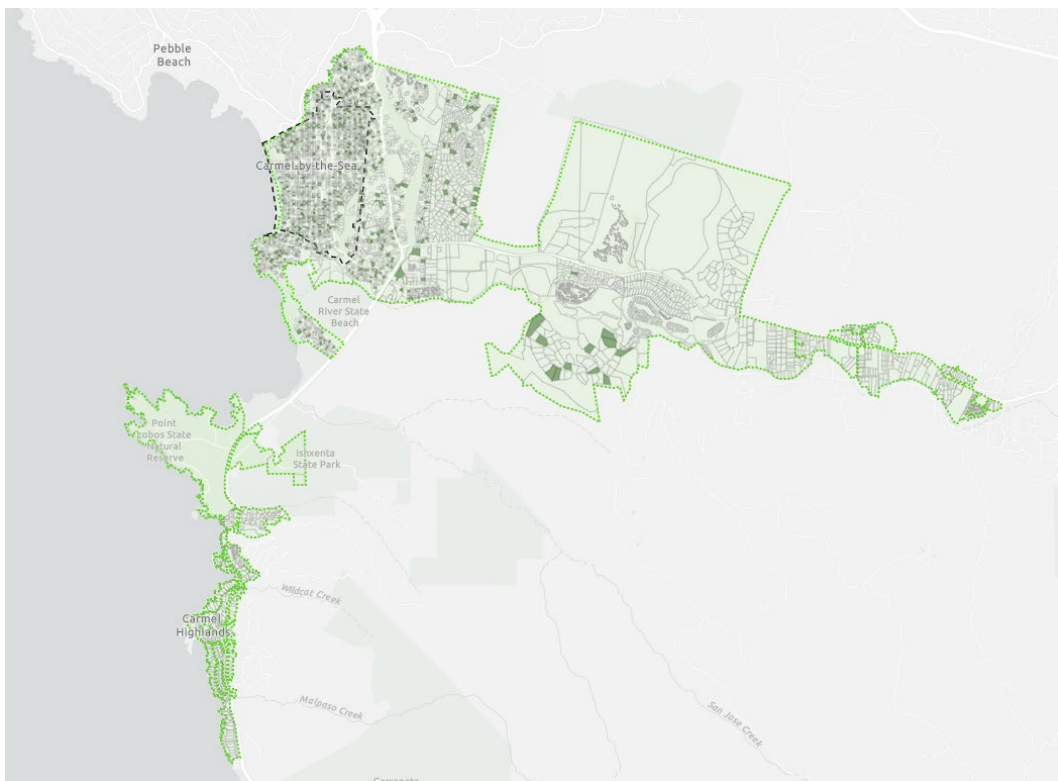 Pebble
Beach
Carmel-by-the-Sea
Carmel
River State
Beach
Point
Lobos State
Natural
Reserve
Ishxenta
State Park
Wildcat Creek
Carmel
Highlands
Malpaso Creek
San Jose Creek